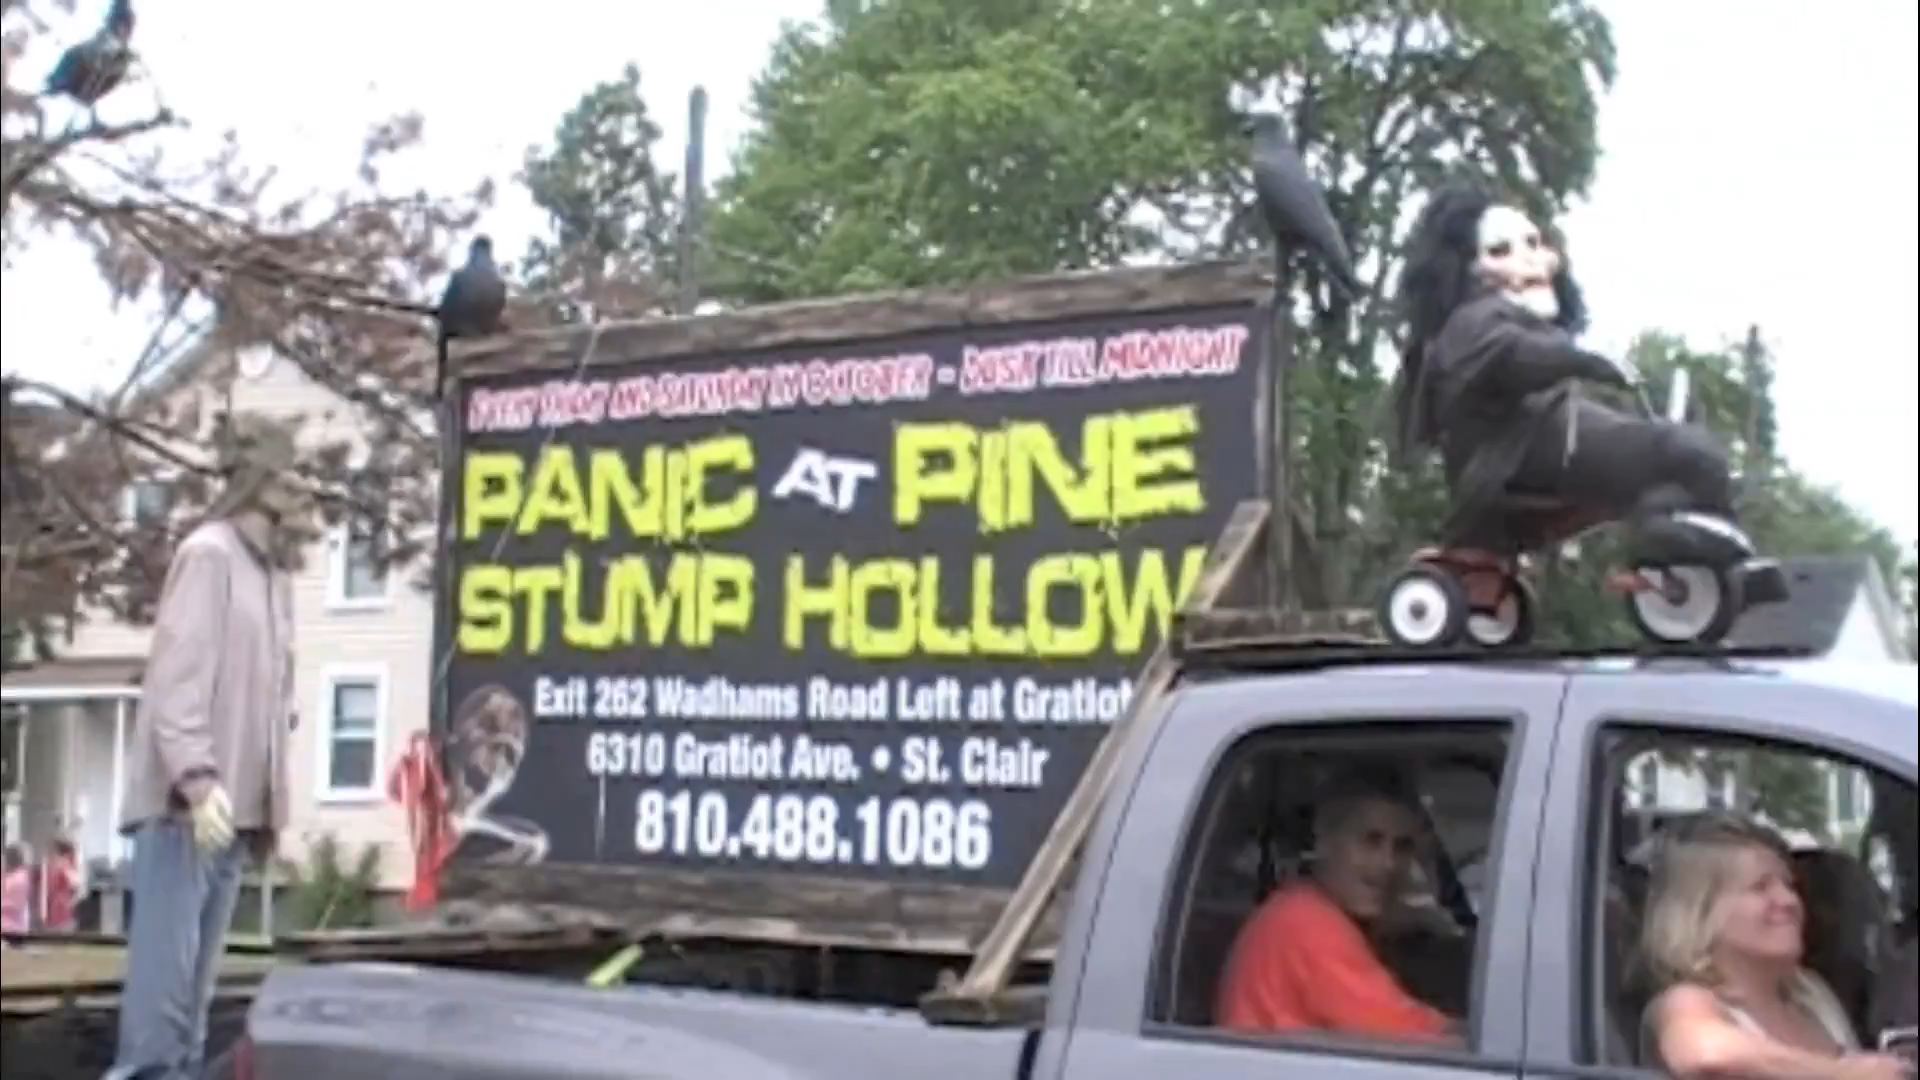 EVERY FRIDAY AND SATURDAY IN OCTOBER - DUSK TILL MIDNIGHT
PANIC AT PINE
STUMP HOLLOW
Exit 262 Wadhams Road Left at Gratiot
6310 Gratiot Ave. • St. Clair
810.488.1086